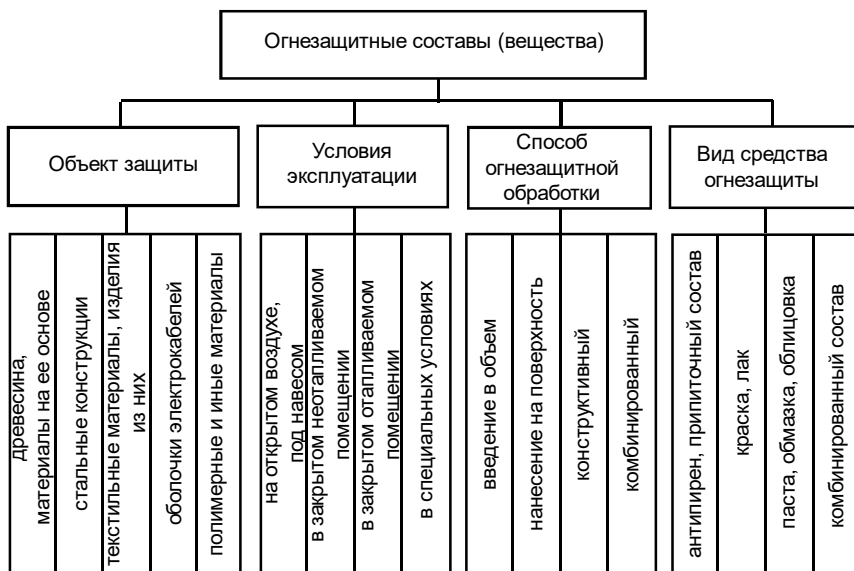 Огнезащитные составы (вещества)
Объект защиты
Условия
эксплуатации
Способ
огнезащитной
обработки
Вид средства
огнезащиты
древесина,
материалы на ее основе
стальные конструкции
текстильные материалы, изделия
из них
оболочки электрокабелей
полимерные и иные материалы
на открытом воздухе,
под навесом
в закрытом неотапливаемом
помещении
в закрытом отапливаемом
помещении
в специальных условиях
введение в объем
нанесение на поверхность
конструктивный
комбинированный
антипирен, припиточный состав
краска, лак
паста, обмазка, облицовка
комбинированный состав